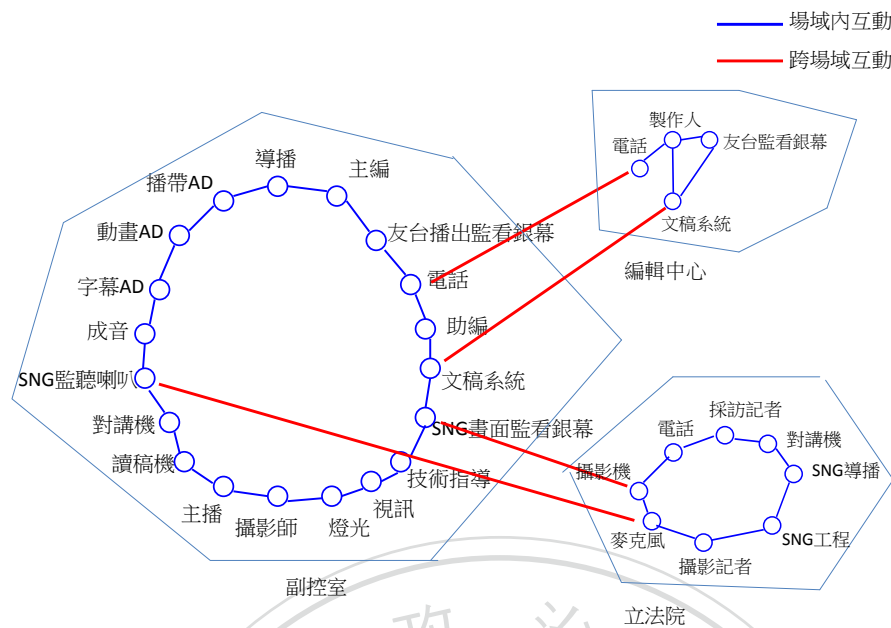 場域內互動
跨場域互動
製作人
電話
友台監看銀幕
文稿系統
編輯中心
導播
主編
播帶AD
動畫AD
友台播出監看銀幕
字幕AD
電話
成音
助編
SNG監聽喇叭
文稿系統
對講機
SNG畫面監看銀幕
讀稿機
技術指導
主播
視訊
攝影師
燈光
副控室
採訪記者
電話
對講機
攝影機
SNG導播
麥克風
SNG工程
攝影記者
立法院
政 治